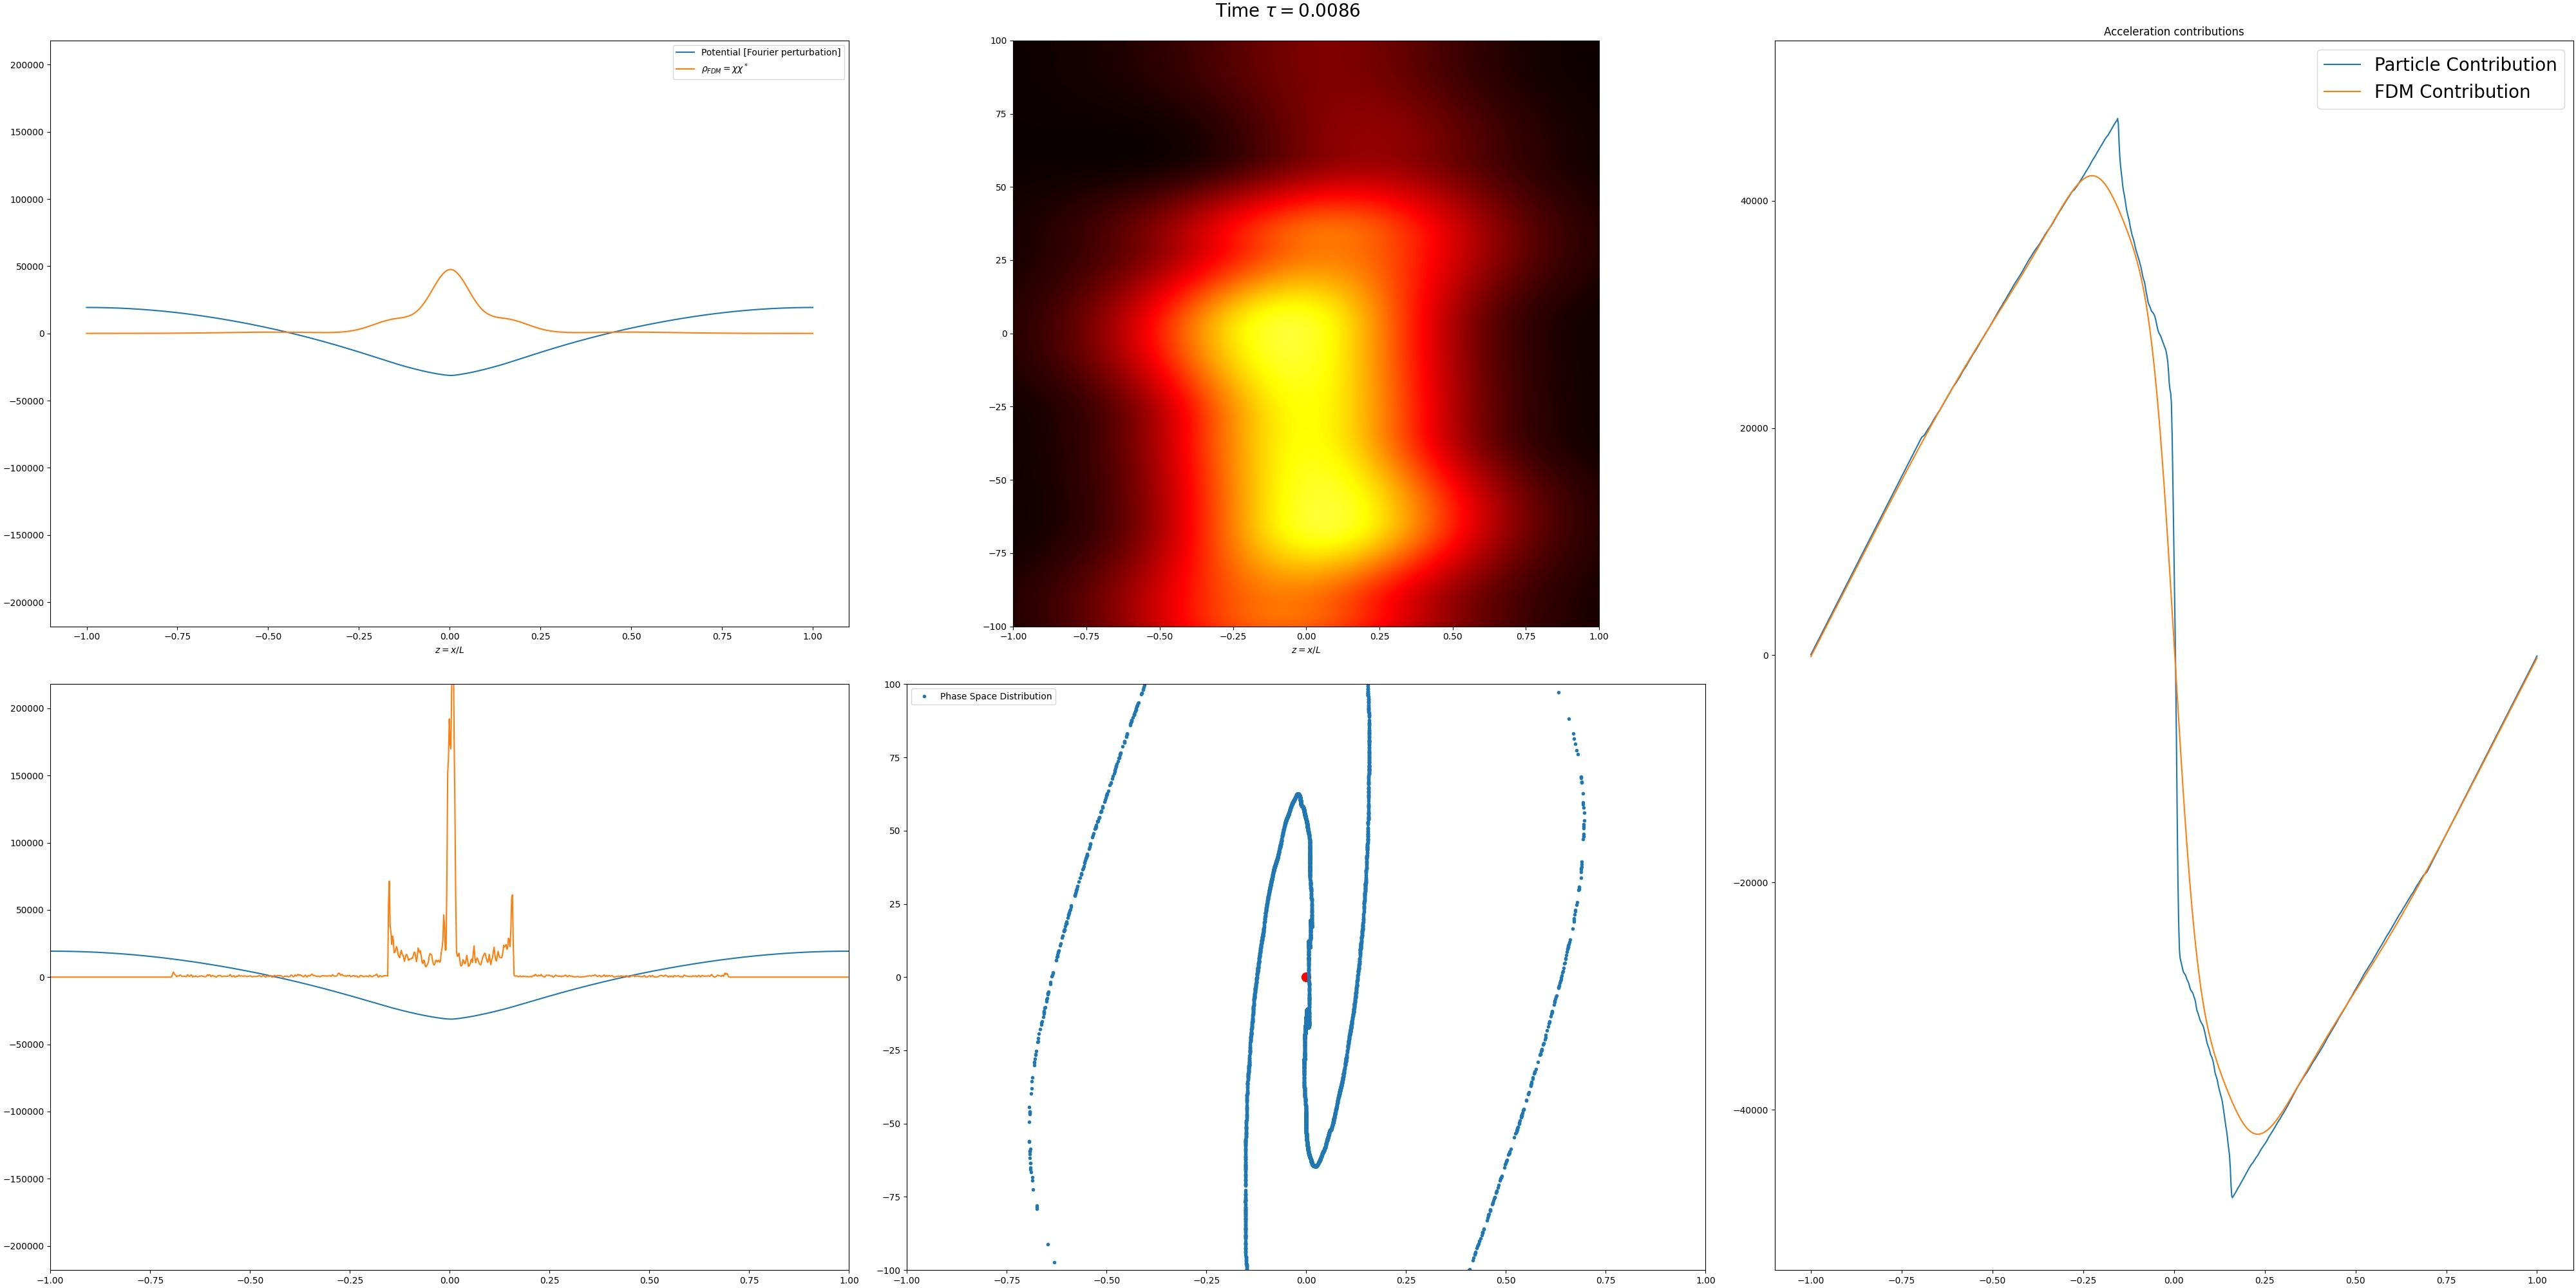 Time τ = 0.0086
200000
150000
100000
50000
0
−50000
−100000
−150000
−200000
−1.00 −0.75 −0.50 −0.25 0.00 0.25 0.50 0.75 1.00
z = x/L
Potential [Fourier perturbation]
ρFDM = χχ*
100
75
50
25
0
−25
−50
−75
−100
−1.00 −0.75 −0.50 −0.25 0.00 0.25 0.50 0.75 1.00
z = x/L
Acceleration contributions
Particle Contribution
FDM Contribution
40000
20000
0
−20000
−40000
−1.00 −0.75 −0.50 −0.25 0.00 0.25 0.50 0.75 1.00
200000
150000
100000
50000
0
−50000
−100000
−150000
−200000
−1.00 −0.75 −0.50 −0.25 0.00 0.25 0.50 0.75 1.00
Phase Space Distribution
100
75
50
25
0
−25
−50
−75
−100
−1.00 −0.75 −0.50 −0.25 0.00 0.25 0.50 0.75 1.00